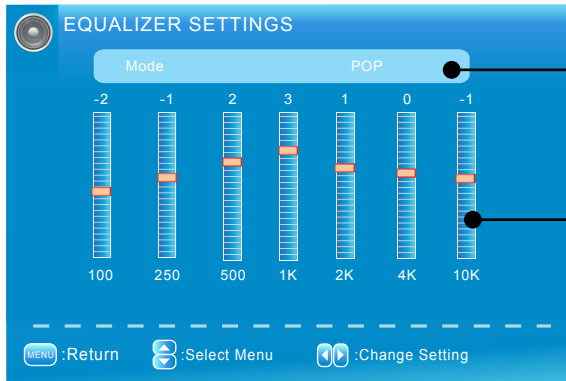 EQUALIZER SETTINGS
Mode POP
-2 -1 2 3 1 0 -1
100 250 500 1K 2K 4K 10K
MENU :Return :Select Menu :Change Setting